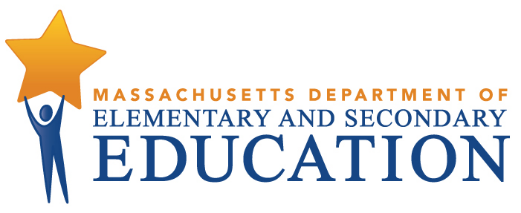 MASSACHUSETTS DEPARTMENT OF
ELEMENTARY AND SECONDARY
EDUCATION